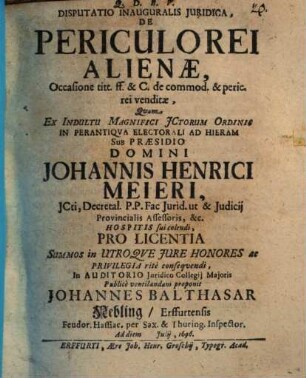 Q. D. B. V.
DISPUTATIO INAUGURALIS JURIDICA,
DE
PERICULO REI
ALIENÆ,
Occasione titt. ff. & C. de commod. & peric.
rei venditæ,
Quam
Ex INDULTU MAGNIFICI JCTORUM ORDINIS
IN PERANTIQVA ELECTORALI AD HIERAM
Sub PRÆSIDIO
DOMINI
JOHANNIS HENRICI
MEIERI,
JCti, Decretal. P.P. Fac Jurid. ut & Judicij
Provincialis Assessoris, &c.
HOSPITIS sui colendi,
PRO LICENTIA
Summos in UTROQVE JURE HONORES ac
PRIVILEGIA ritè consequendi,
In AUDITORIO Juridico Collegij Majoris
Publicè ventilandam proponit
JOHANNES BALTHASAR
Nebling / Erffurtensis
Feudor. Hassiac. per Sax. & Thuring. Inspector.
Ad diem Julij, 1698.
ERFFURTI, Ære Joh. Henr. Groschij, Typogr. Acad.